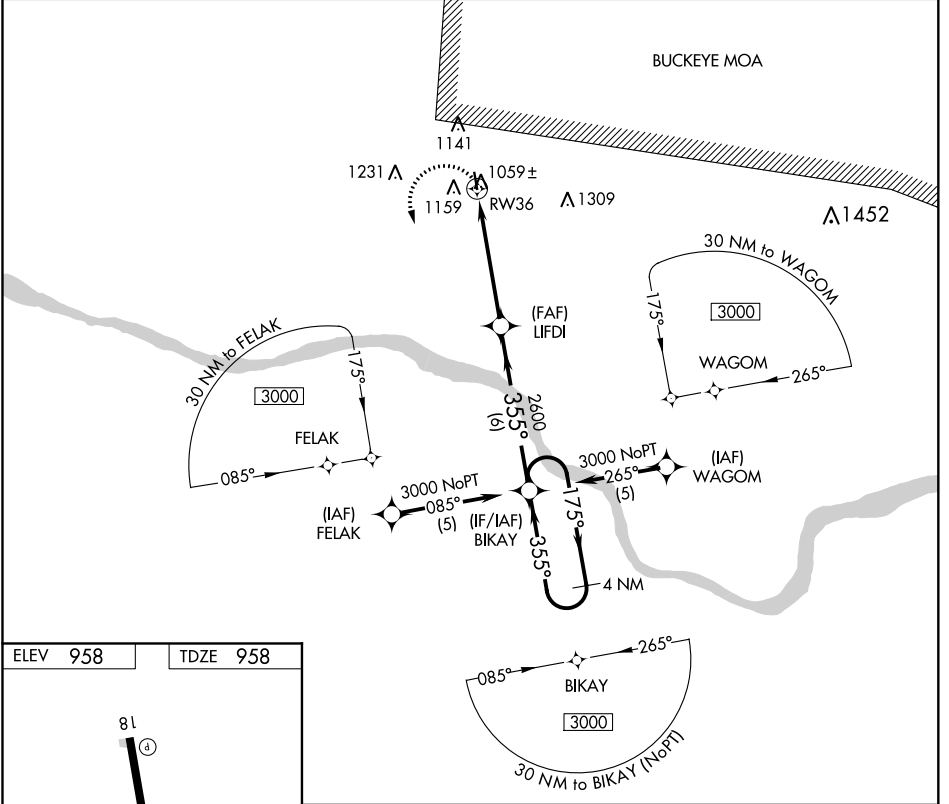 BUCKEYE MOA
1141
1231
1059±
1159
RW36
1309
1452
30 NM to WAGOM
175°
3000
WAGOM
265°
(FAF)
LIFDI
30 NM to FELAK
175°
3000
FELAK
085°
2600
355°
(6)
3000 NoPT
265°
(5)
(IAF)
WAGOM
3000 NoPT
085°
(5)
(IAF)
FELAK
(IF/IAF)
BIKAY
175°
355°
4 NM
085°
265°
BIKAY
3000
30 NM to BIKAY (NoPT)
ELEV 958
TDZE 958
18
P